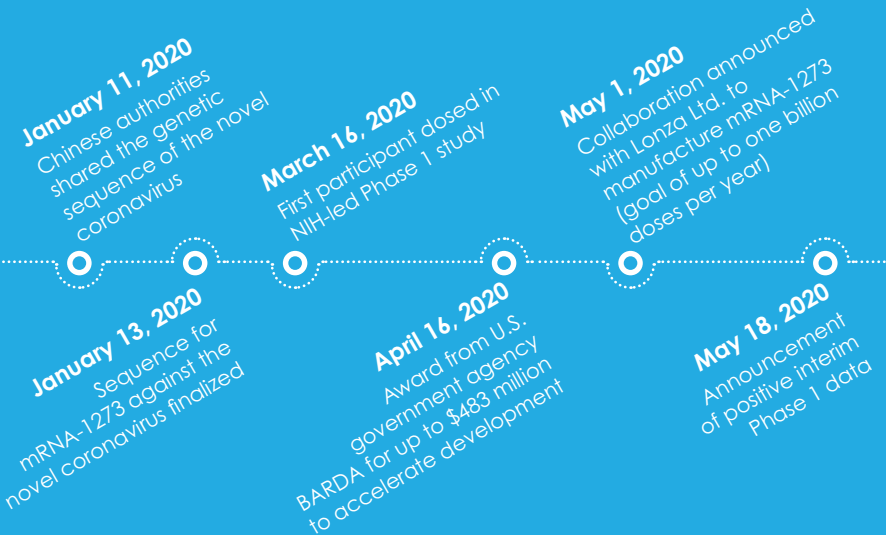 January 11, 2020
Chinese authorities
shared the genetic
sequence of the novel
coronavirus
January 13, 2020
Sequence for
mRNA-1273 against the
novel coronavirus finalized
March 16, 2020
First participant dosed in
NIH-led Phase 1 study
April 16, 2020
Award from U.S.
government agency
BARDA for up to $483 million
to accelerate development
May 1, 2020
Collaboration announced
with Lonza Ltd. to
manufacture mRNA-1273
(goal of up to one billion
doses per year)
May 18, 2020
Announcement
of positive interim
Phase 1 data